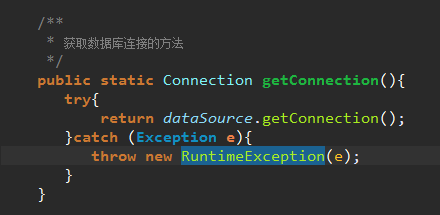 /**
 * 获取数据库连接的方法
 */
public static Connection getConnection(){
    try{
        return dataSource.getConnection();
    }catch (Exception e){
       throw new RuntimeException(e);
    }
}